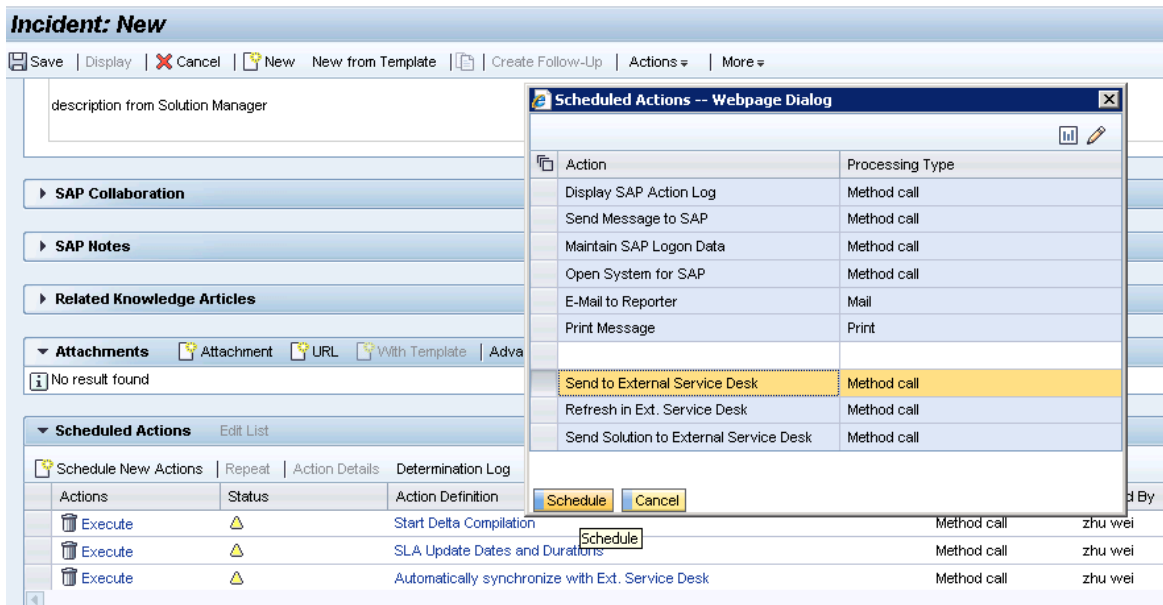 Incident: New
Save | Display | Cancel | New New from Template | Create Follow-Up | Actions | More
description from Solution Manager
SAP Collaboration
SAP Notes
Related Knowledge Articles
Attachments Attachment URL With Template | Adva
No result found
Scheduled Actions Edit List
Schedule New Actions | Repeat | Action Details Determination Log
Actions Status Action Definition d By
Execute Start Delta Compilation Method call zhu wei
Execute SLA Update Dates and Durations Method call zhu wei
Execute Automatically synchronize with Ext. Service Desk Method call zhu wei
Scheduled Actions -- Webpage Dialog
Action Processing Type
Display SAP Action Log Method call
Send Message to SAP Method call
Maintain SAP Logon Data Method call
Open System for SAP Method call
E-Mail to Reporter Mail
Print Message Print
Send to External Service Desk Method call
Refresh in Ext. Service Desk Method call
Send Solution to External Service Desk Method call
Schedule Cancel
Schedule